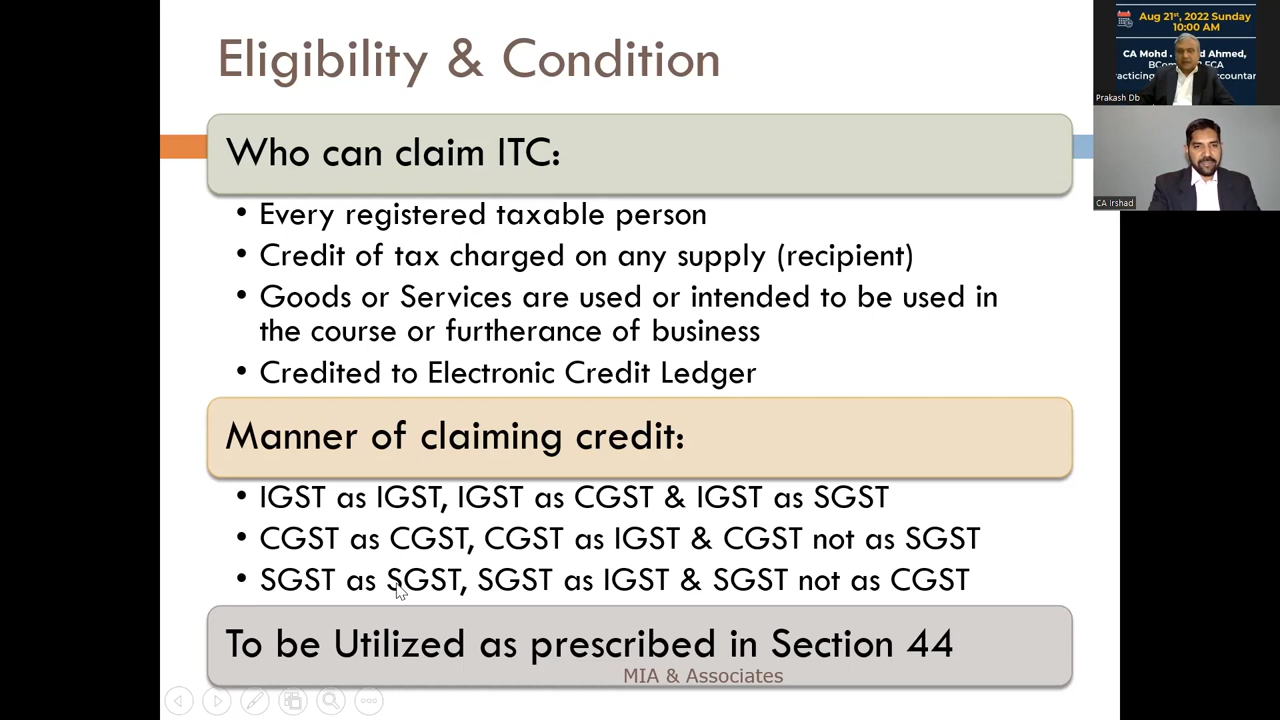 Eligibility & Condition
Who can claim ITC:
• Every registered taxable person
• Credit of tax charged on any supply (recipient)
• Goods or Services are used or intended to be used in
the course or furtherance of business
• Credited to Electronic Credit Ledger
Manner of claiming credit:
• IGST as IGST, IGST as CGST & IGST as SGST
• CGST as CGST, CGST as IGST & CGST not as SGST
• SGST as SGST, SGST as IGST & SGST not as CGST
To be Utilized as prescribed in Section 44
MIA & Associates
Aug 21st, 2022 Sunday
10:00 AM
CA Mohd . Ahmed,
FCA
Prakash Db
CA Irshad